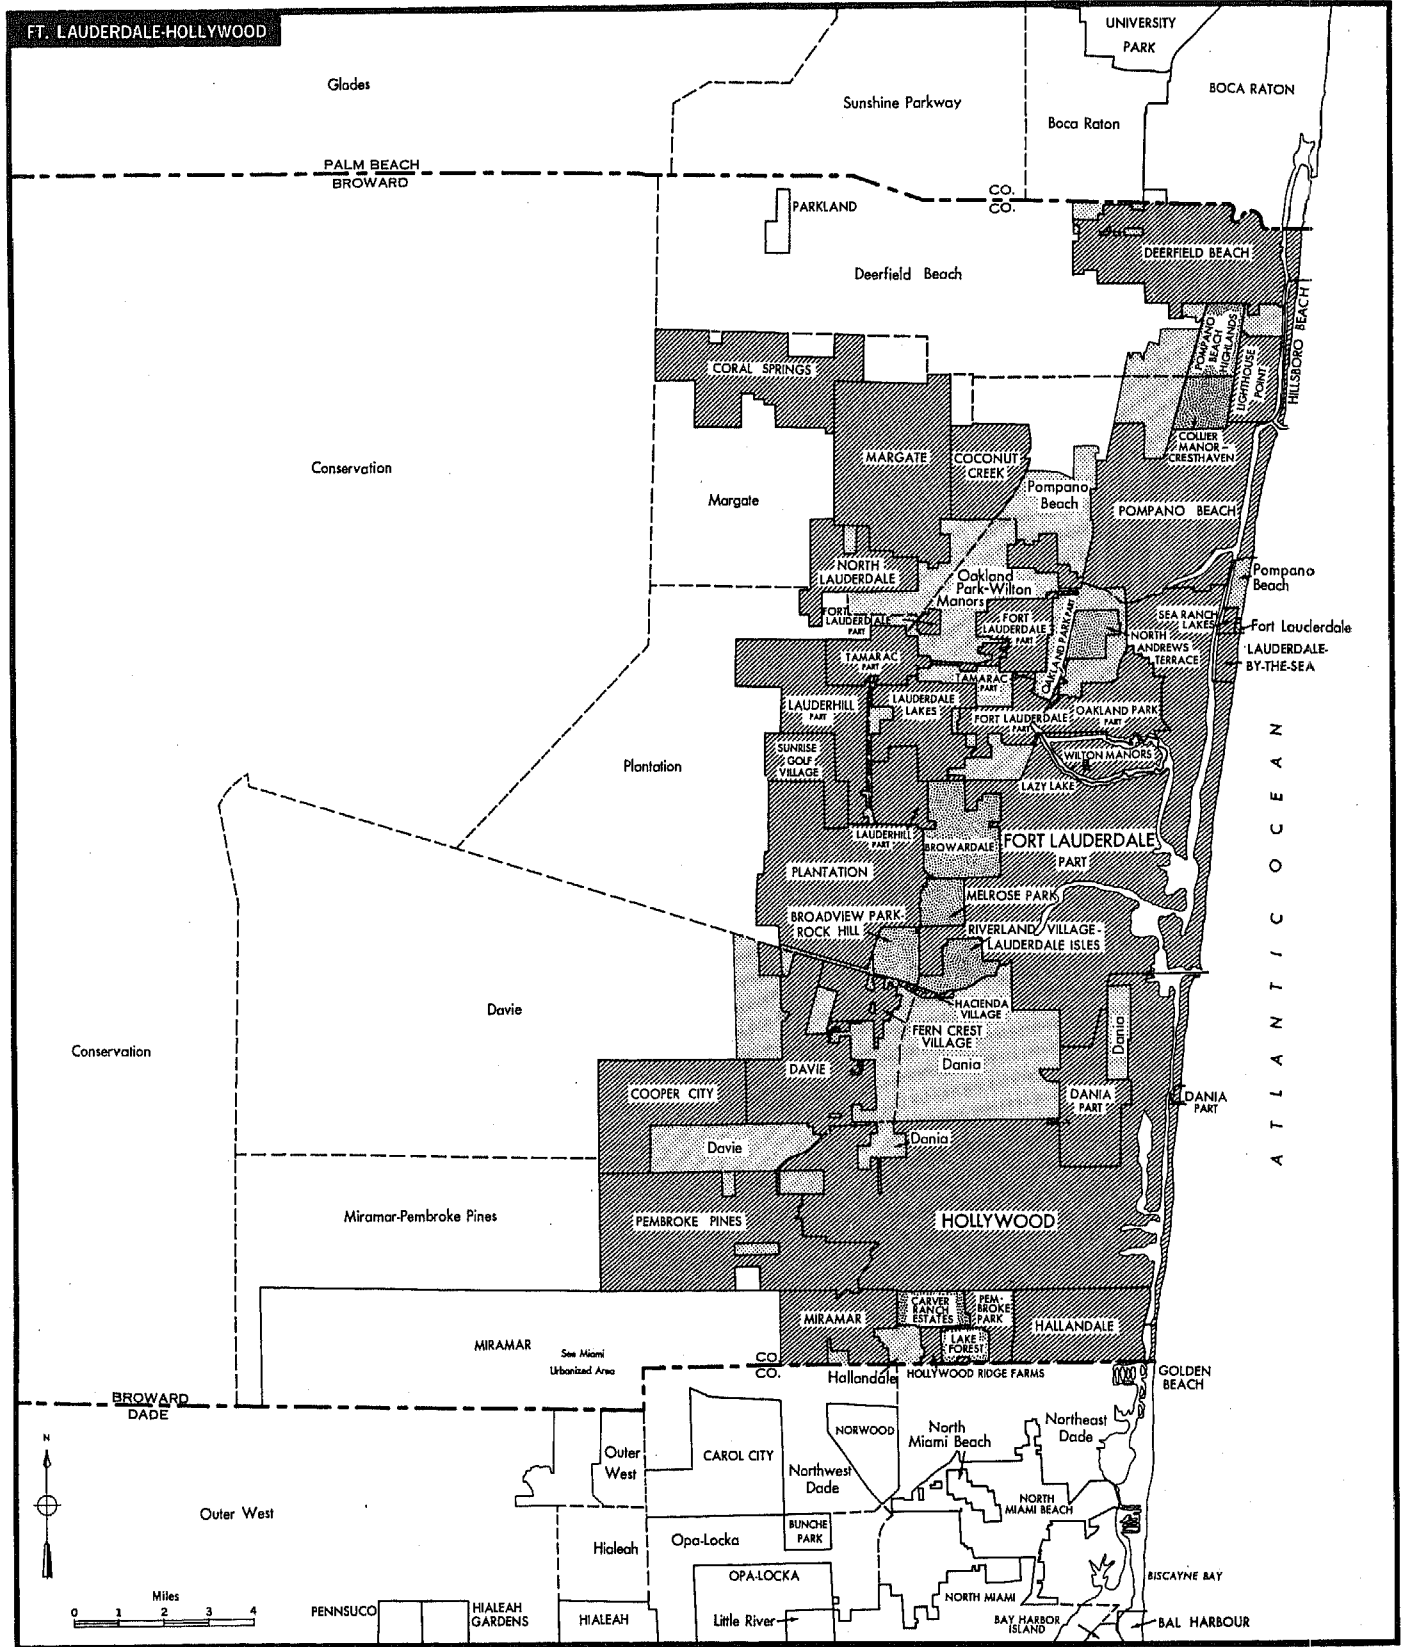 FT. LAUDERDALE-HOLLYWOOD
UNIVERSITY
PARK
Glades
Sunshine Parkway
BOCA RATON
Boca Raton
PALM BEACH
BROWARD
CO.
CO.
PARKLAND
DEERFIELD BEACH
Deerfield Beach
HILLSBORO BEACH
POMPANO
BEACH
HIGHLANDS
LIGHTHOUSE
POINT
CORAL SPRINGS
COLLIER
MANOR-
CRESTHAVEN
MARGATE
COCONUT
CREEK
Conservation
Margate
Pompano
Beach
POMPANO BEACH
NORTH
LAUDERDALE
Oakland
Park-Wilton
Manors
Pompano
Beach
FORT
LAUDERDALE
PART
FORT
LAUDERDALE
PART
OAKLAND PARK PART
SEA RANCH
LAKES
Fort Lauderdale
NORTH
ANDREWS
TERRACE
LAUDERDALE-
BY-THE-SEA
TAMARAC
PART
TAMARAC
PART
LAUDERHILL
PART
LAUDERDALE
LAKES
FORT LAUDERDALE
PART
OAKLAND PARK
PART
SUNRISE
GOLF
VILLAGE
WILTON MANORS
LAZY LAKE
Plantation
ATLANTIC OCEAN
LAUDERHILL
PART
BROWARDALE
FORT LAUDERDALE
PART
PLANTATION
MELROSE PARK
BROADVIEW PARK-
ROCK HILL
RIVERLAND VILLAGE-
LAUDERDALE ISLES
HACIENDA
VILLAGE
FERN CREST
VILLAGE
Dania
Dania
Davie
Conservation
DAVIE
COOPER CITY
DANIA
PART
DANIA
PART
Davie
Dania
Miramar-Pembroke Pines
PEMBROKE PINES
HOLLYWOOD
MIRAMAR
CARVER
RANCH
ESTATES
PEM-
BROKE
PARK
HALLANDALE
LAKE
FOREST
MIRAMAR
See Miami
Urbanized Area
CO.
CO.
Hallandale
HOLLYWOOD RIDGE FARMS
GOLDEN
BEACH
BROWARD
DADE
N
NORWOOD
North
Miami Beach
Northeast
Dade
Outer
West
CAROL CITY
Northwest
Dade
NORTH
MIAMI BEACH
Outer West
BUNCHE
PARK
Opa-Locka
Hialeah
OPA-LOCKA
BISCAYNE BAY
NORTH MIAMI
Miles
0 1 2 3 4
PENNSUCO
HIALEAH
GARDENS
HIALEAH
Little River
BAY HARBOR
ISLAND
BAL HARBOUR